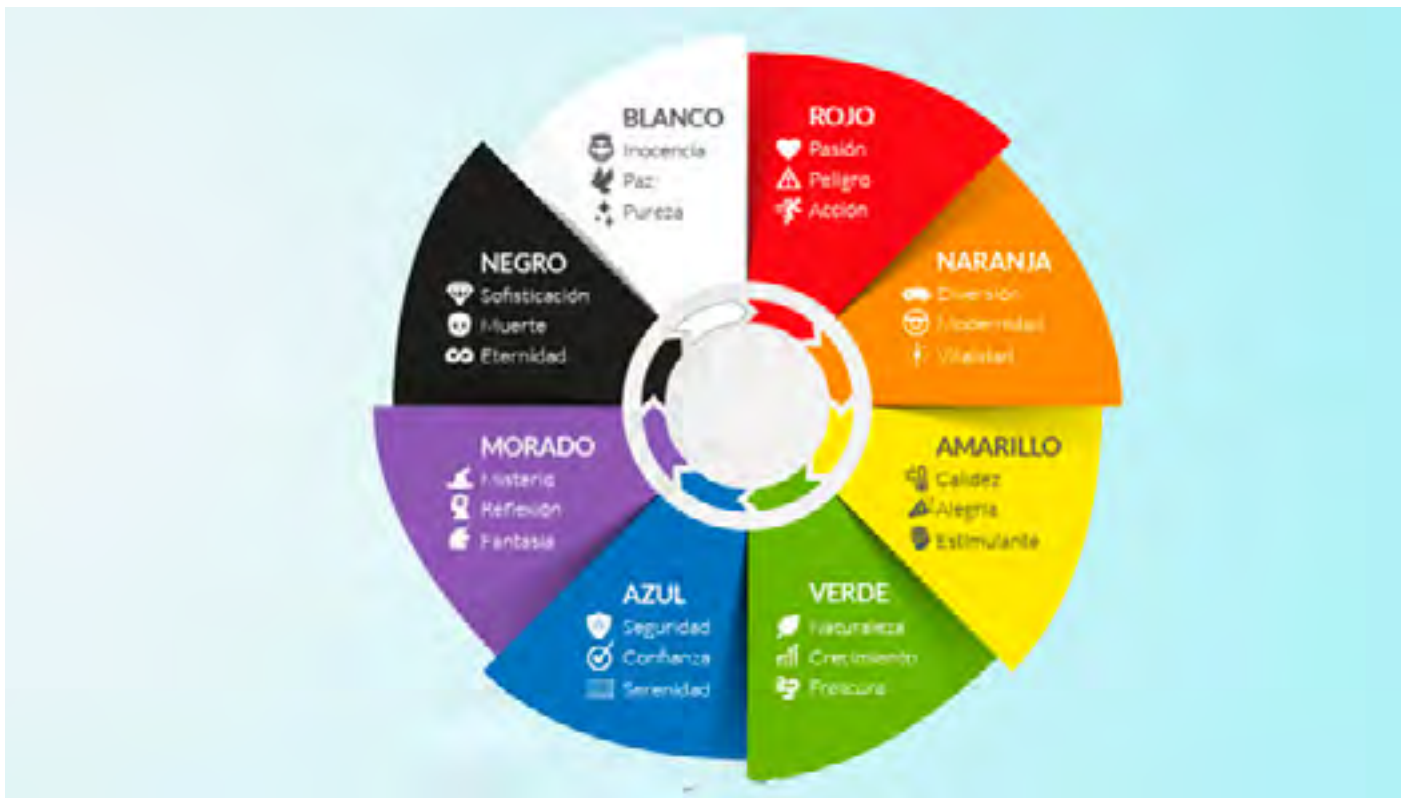 BLANCO
Inocencia
Paz
Pureza
ROJO
Pasión
Peligro
Acción
NARANJA
Diversión
Modernidad
Vitalidad
AMARILLO
Calidez
Alegría
Estimulante
VERDE
Naturaleza
Crecimiento
Frescura
AZUL
Seguridad
Confianza
Serenidad
MORADO
Misterio
Reflexión
Fantasía
NEGRO
Sofisticación
Muerte
Eternidad